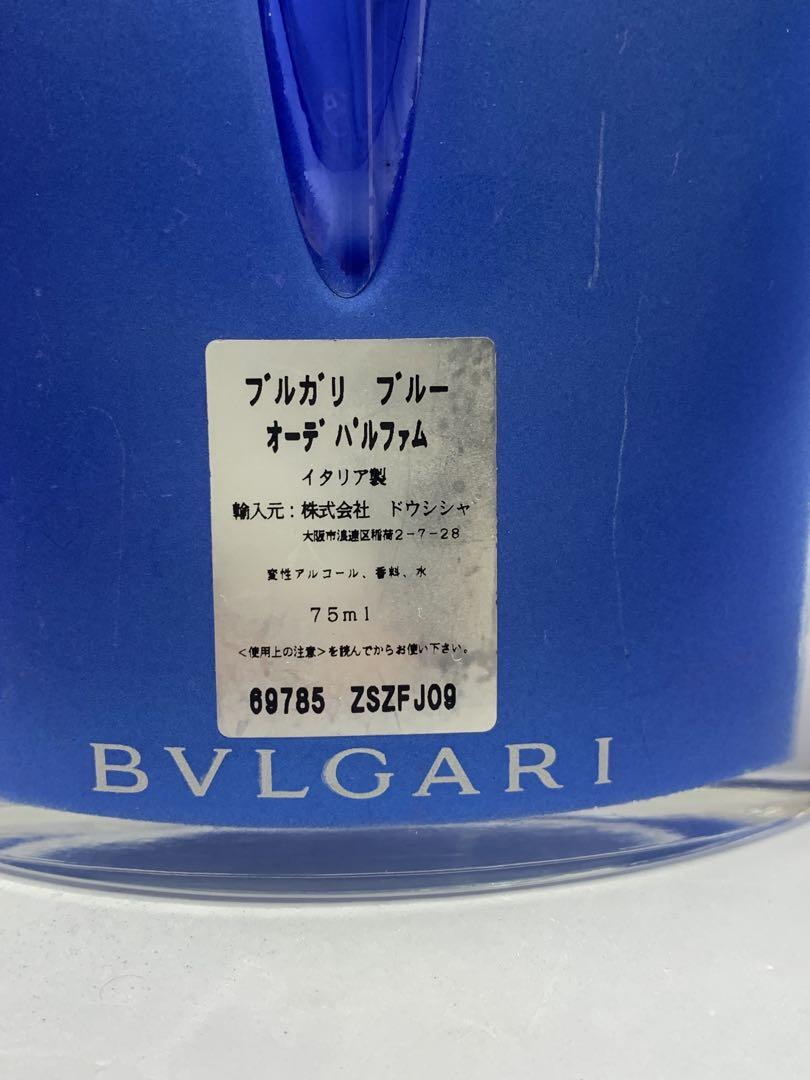 ブルガリ ブルー
オーデパルファム
イタリア製
輸入元：株式会社 ドウシシャ
大阪市浪速区稲荷2-7-28
変性アルコール、香料、水
75ml
<使用上の注意>を読んでからお使い下さい。
69785 ZSZFJ09
BVLGARI